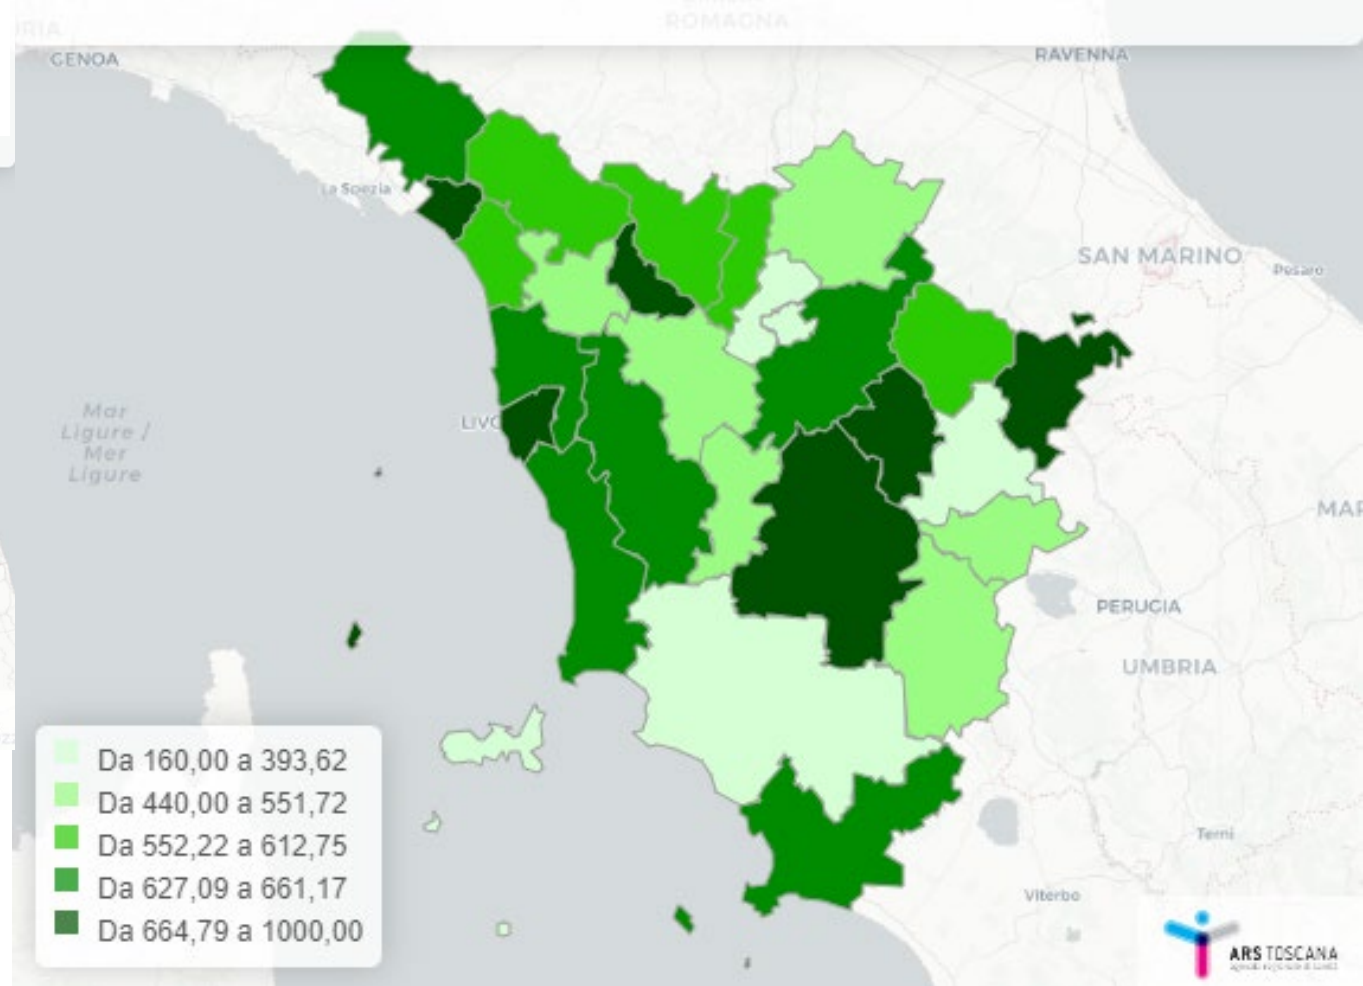 ROMAGNA
GENOA
RAVENNA
La Spezia
SAN MARINO
Pesaro
Mar
Ligure /
Mer
Ligure
LIVO
MAR
PERUGIA
UMBRIA
Terni
Viterbo
Da 160,00 a 393,62
Da 440,00 a 551,72
Da 552,22 a 612,75
Da 627,09 a 661,17
Da 664,79 a 1000,00
ARS TOSCANA